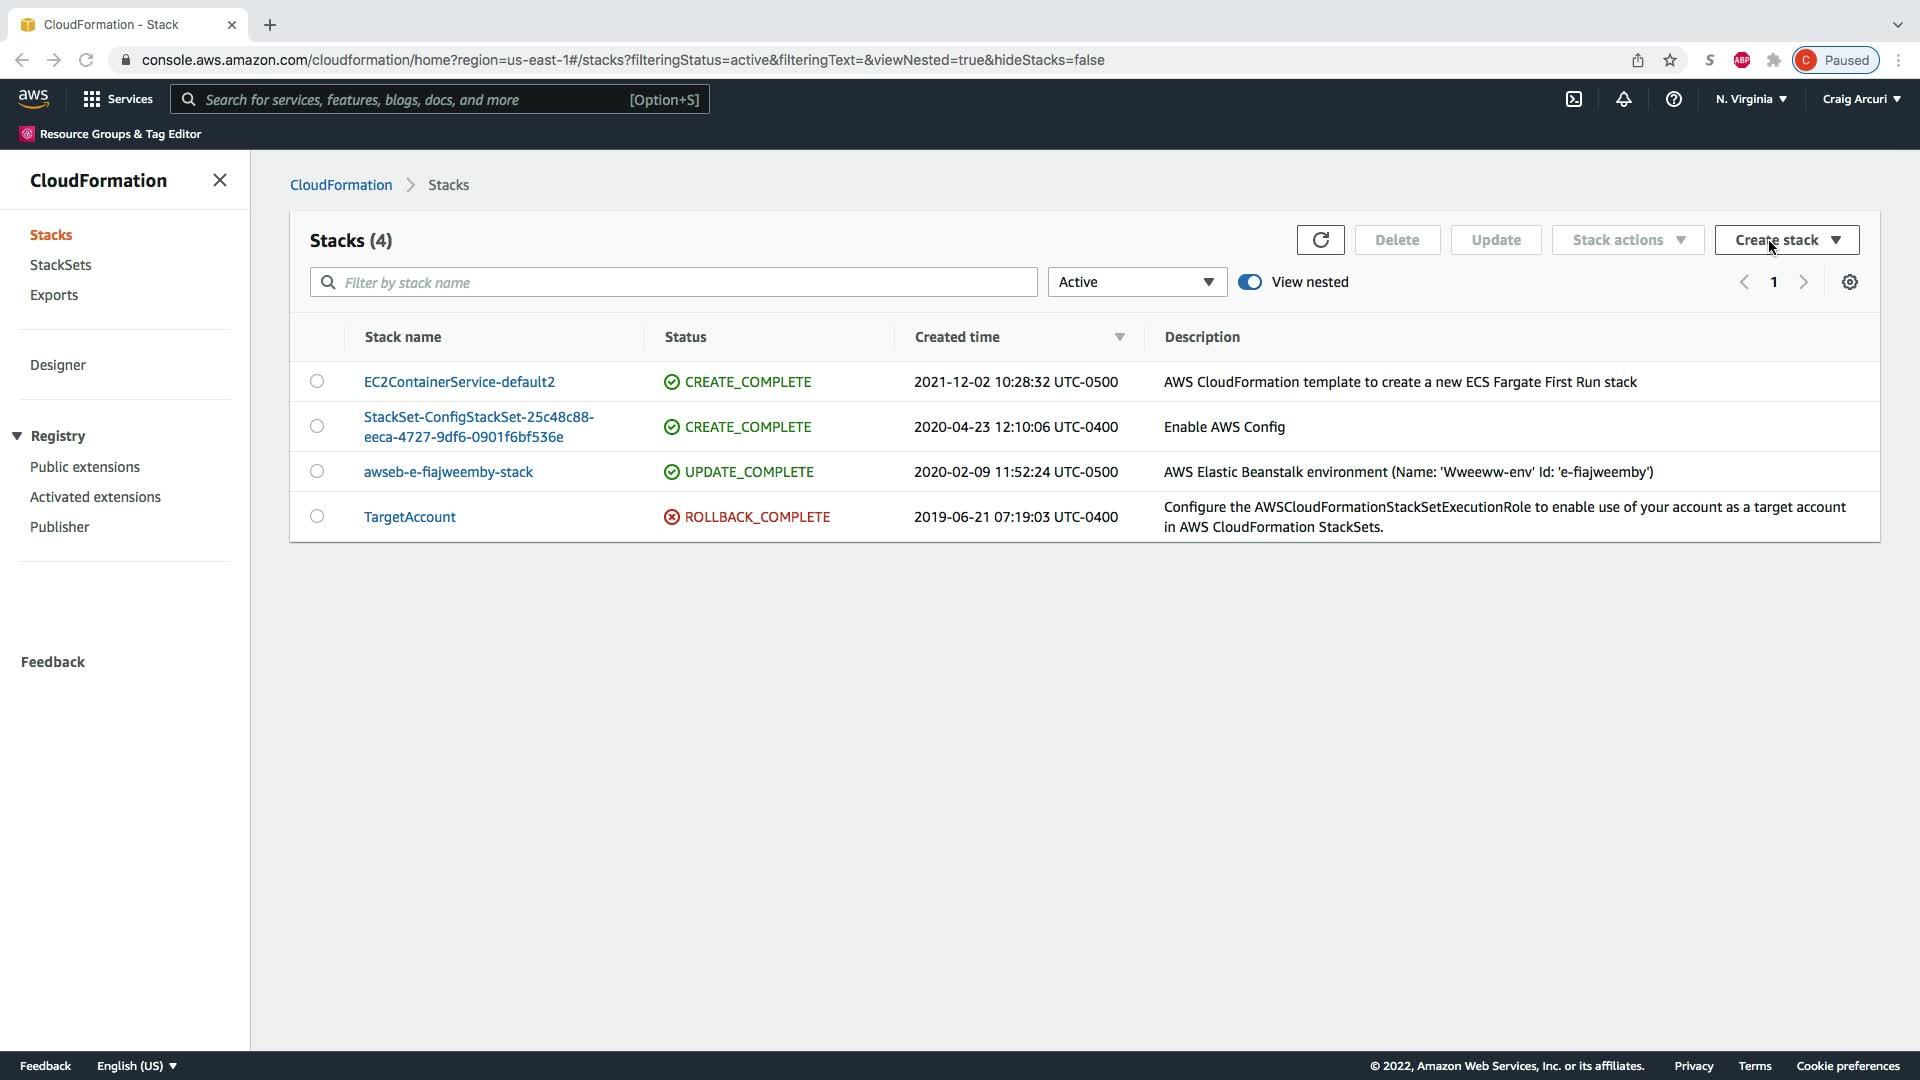 CloudFormation - Stack
console.aws.amazon.com/cloudformation/home?region=us-east-1#/stacks?filteringStatus=active&filteringText=&viewNested=true&hideStacks=false
S
ABP
C Paused
aws
Services
Search for services, features, blogs, docs, and more [Option+S]
N. Virginia
Craig Arcuri
Resource Groups & Tag Editor
CloudFormation
Stacks
StackSets
Exports
Designer
Registry
Public extensions
Activated extensions
Publisher
Feedback
CloudFormation > Stacks
Stacks (4)
Delete
Update
Stack actions
Create stack
Filter by stack name
Active
View nested
1
Stack name Status Created time Description
EC2ContainerService-default2 CREATE_COMPLETE 2021-12-02 10:28:32 UTC-0500 AWS CloudFormation template to create a new ECS Fargate First Run stack
StackSet-ConfigStackSet-25c48c88-
eeca-4727-9df6-0901f6bf536e CREATE_COMPLETE 2020-04-23 12:10:06 UTC-0400 Enable AWS Config
awseb-e-fiajweemby-stack UPDATE_COMPLETE 2020-02-09 11:52:24 UTC-0500 AWS Elastic Beanstalk environment (Name: 'Wweeww-env' Id: 'e-fiajweemby')
TargetAccount ROLLBACK_COMPLETE 2019-06-21 07:19:03 UTC-0400 Configure the AWSCloudFormationStackSetExecutionRole to enable use of your account as a target account
in AWS CloudFormation StackSets.
Feedback English (US) © 2022, Amazon Web Services, Inc. or its affiliates. Privacy Terms Cookie preferences